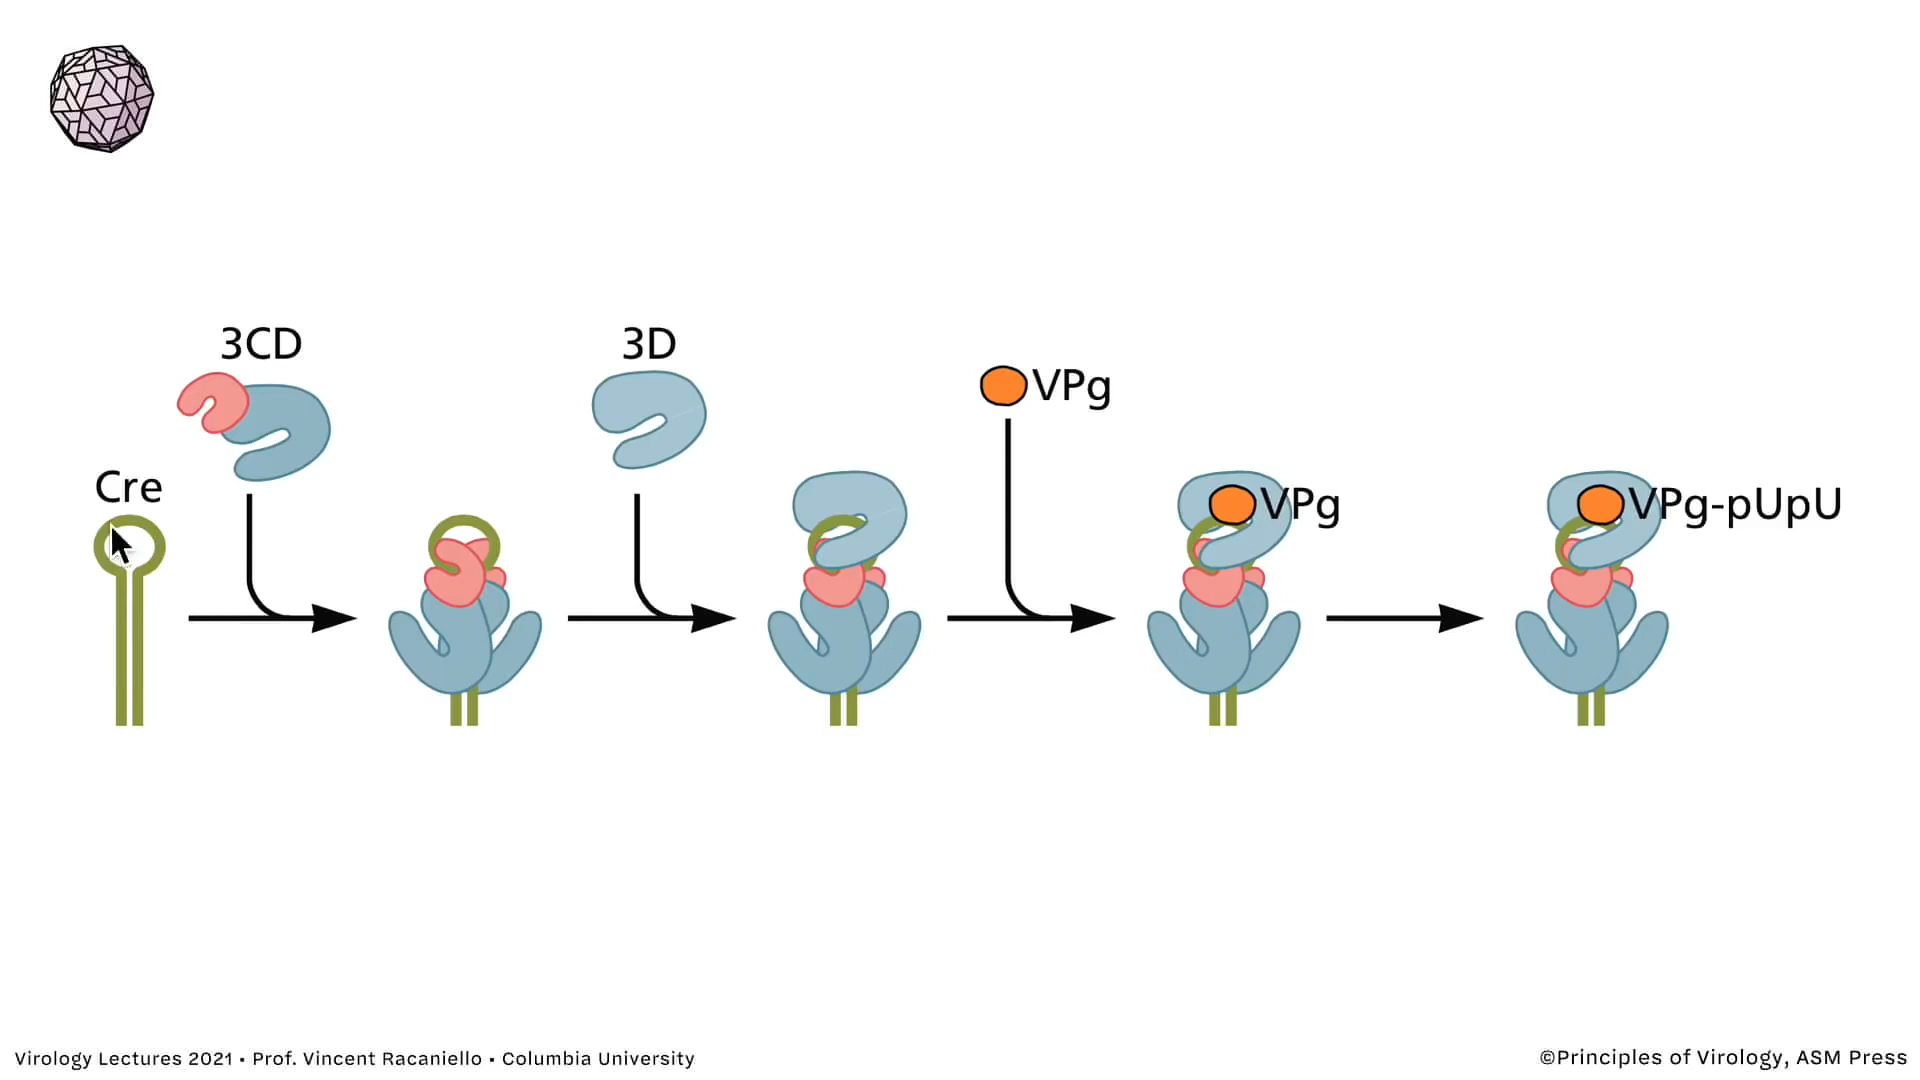 3CD
3D
VPg
Cre
VPg
VPg-pUpU
Virology Lectures 2021 • Prof. Vincent Racaniello • Columbia University
©Principles of Virology, ASM Press